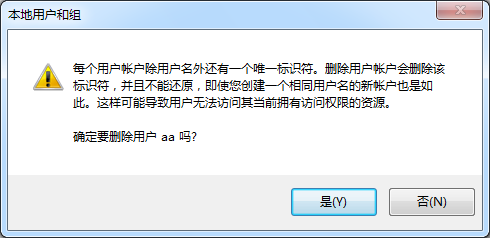 本地用户和组
每个用户帐户除用户名外还有一个唯一标识符。删除用户帐户会删除该
标识符，并且不能还原，即使您创建一个相同用户名的新帐户也是如
此。这样可能导致用户无法访问其当前拥有访问权限的资源。
确定要删除用户 aa 吗?
是(Y)
否(N)